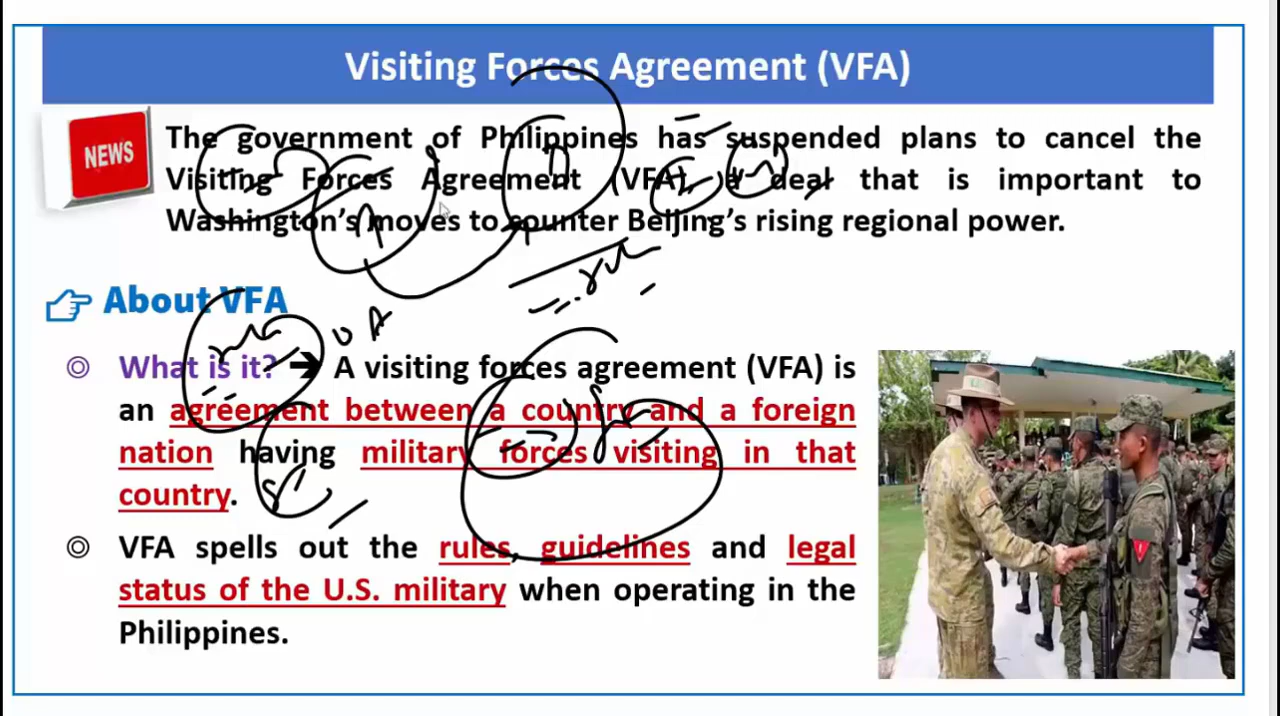 Visiting Forces Agreement (VFA)
NEWS
The government of Philippines has suspended plans to cancel the
Visiting Forces Agreement (VFA), a deal that is important to
Washington's moves to counter Beijing's rising regional power.
About VFA
What is it? ➔ A visiting forces agreement (VFA) is
an agreement between a country and a foreign
nation having military forces visiting in that
country.
VFA spells out the rules, guidelines and legal
status of the U.S. military when operating in the
Philippines.